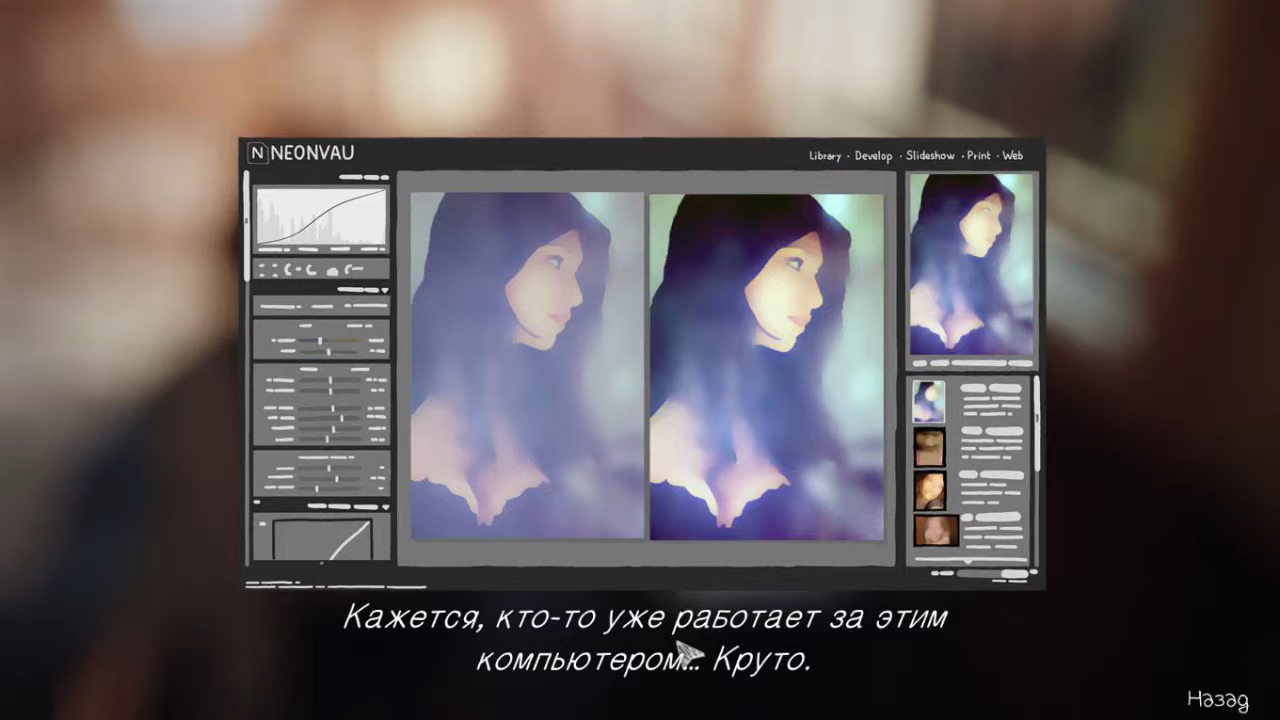 N NEONVAU
Library · Develop · Slideshow · Print · Web
Кажется, кто-то уже работает за этим
компьютером... Круто.
Назад